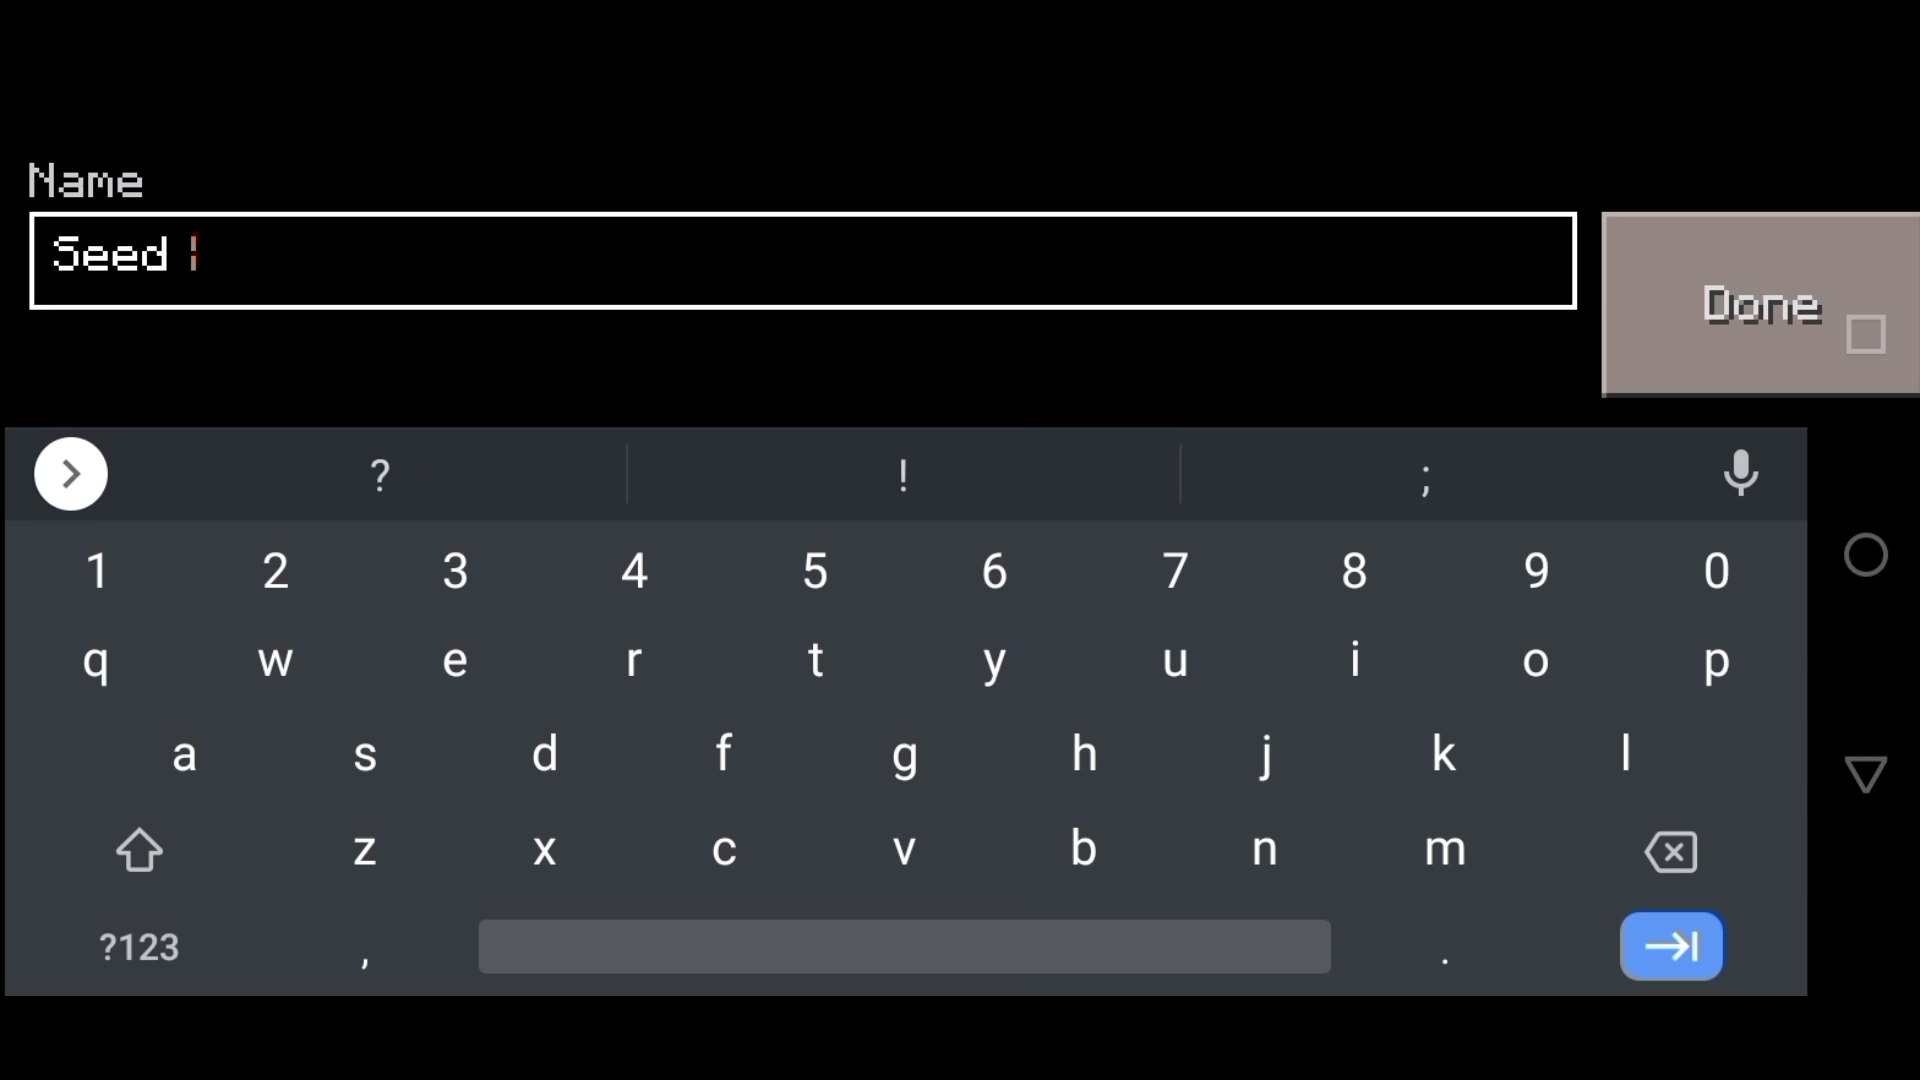 Name
Seed
Done
? ! ;
1 2 3 4 5 6 7 8 9 0
q w e r t y u i o p
a s d f g h j k l
z x c v b n m
?123 , .